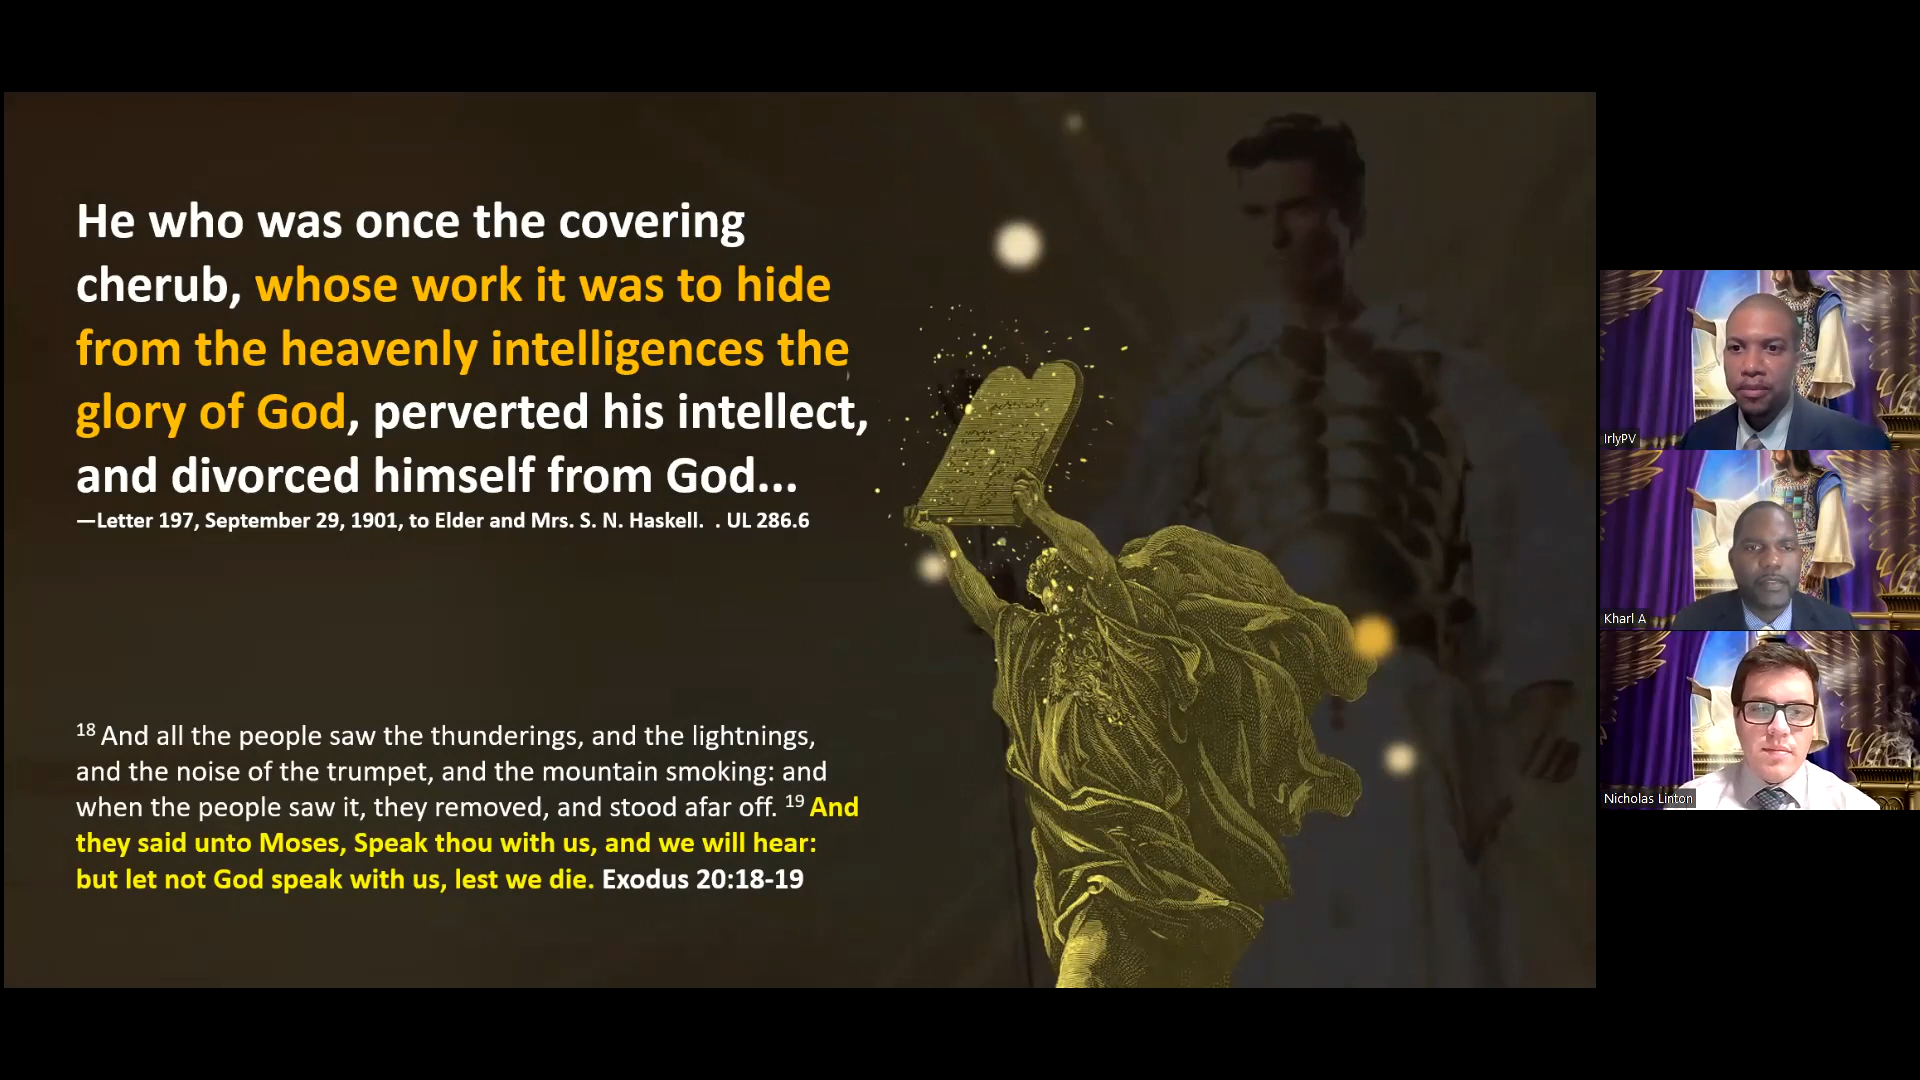 He who was once the covering
cherub, whose work it was to hide
from the heavenly intelligences the
glory of God, perverted his intellect,
and divorced himself from God...
—Letter 197, September 29, 1901, to Elder and Mrs. S. N. Haskell.  . UL 286.6
18 And all the people saw the thunderings, and the lightnings,
and the noise of the trumpet, and the mountain smoking: and
when the people saw it, they removed, and stood afar off. 19 And
they said unto Moses, Speak thou with us, and we will hear:
but let not God speak with us, lest we die. Exodus 20:18-19
IrlyPV
Kharl A
Nicholas Linton